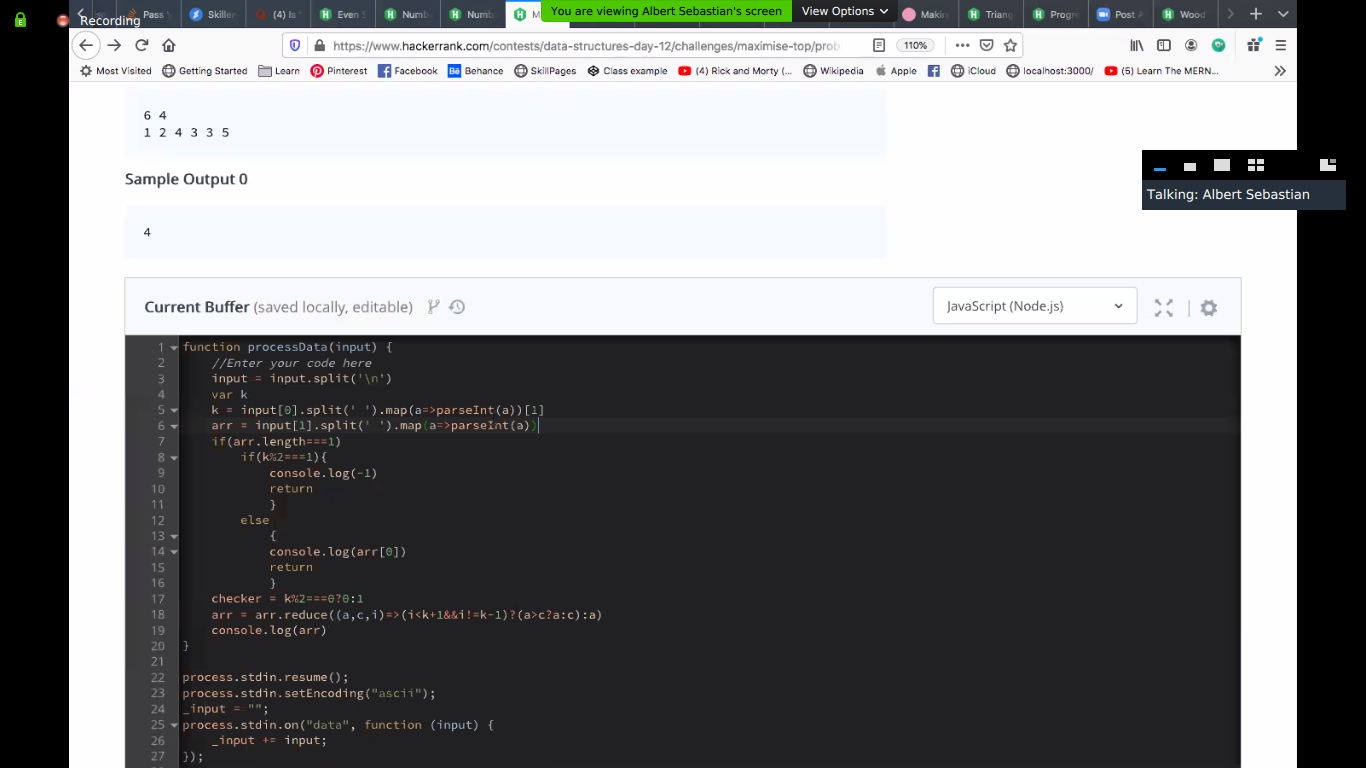 Recording
Pass
Skiller
(4) Is
Even S
Numb
Numb
M
You are viewing Albert Sebastian's screen
View Options
Makin
Triang
Progre
Post A
Wood
https://www.hackerrank.com/contests/data-structures-day-12/challenges/maximise-top/prob
110%
Most Visited
Getting Started
Learn
Pinterest
Facebook
Behance
SkillPages
Class example
(4) Rick and Morty (...
Wikipedia
Apple
iCloud
localhost:3000/
(5) Learn The MERN...
6 4
1 2 4 3 3 5
Talking: Albert Sebastian
Sample Output 0
4
Current Buffer (saved locally, editable)
JavaScript (Node.js)
1 function processData(input) {
2 //Enter your code here
3 input = input.split('\n')
4 var k
5 k = input[0].split(' ').map(a=>parseInt(a))[1]
6 arr = input[1].split(' ').map(a=>parseInt(a))
7 if(arr.length===1)
8 if(k%2===1){
9 console.log(-1)
10 return
11 }
12 else
13 {
14 console.log(arr[0])
15 return
16 }
17 checker = k%2===0?0:1
18 arr = arr.reduce((a,c,i)=>(i<k+1&&i!=k-1)?(a>c?a:c):a)
19 console.log(arr)
20 }
21
22 process.stdin.resume();
23 process.stdin.setEncoding("ascii");
24 _input = "";
25 process.stdin.on("data", function (input) {
26 _input += input;
27 });